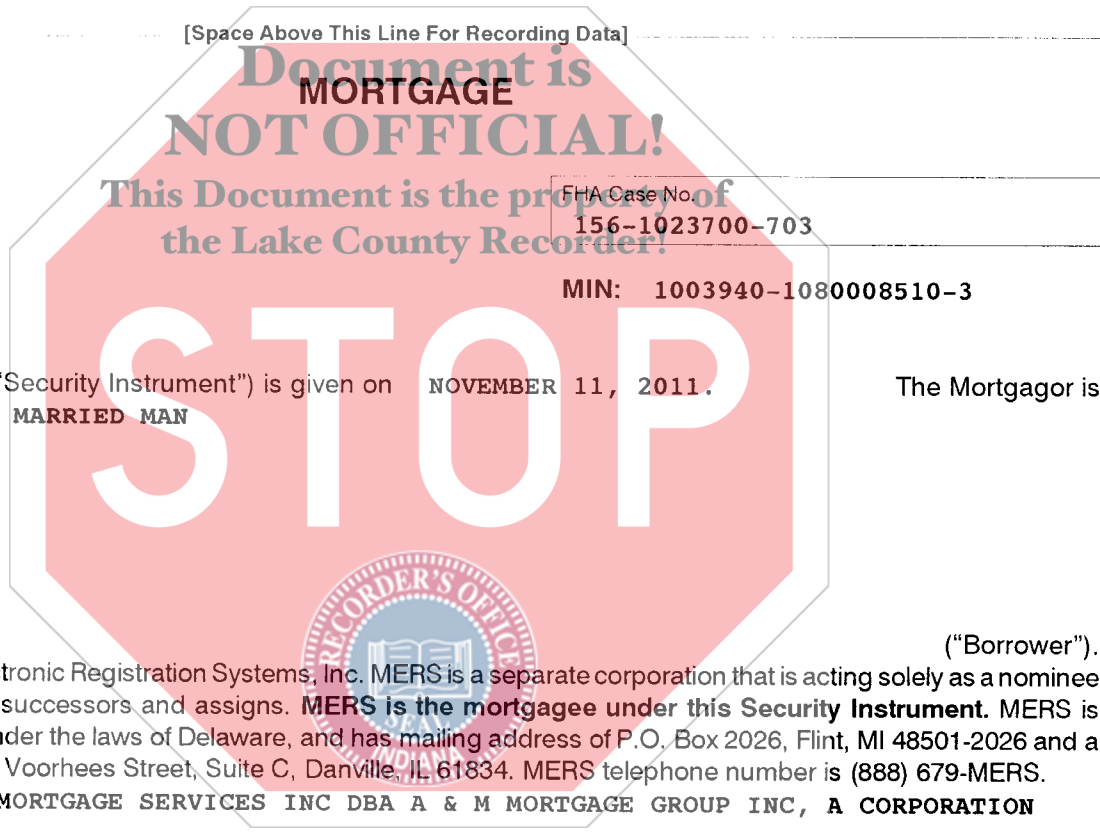 [Space Above This Line For Recording Data]
Document is
MORTGAGE
NOT OFFICIAL!
This Document is the property of
the Lake County Recorder!
FHA Case No.
156-1023700-703
MIN: 1003940-1080008510-3
STOP
"Security Instrument") is given on NOVEMBER 11, 2011. The Mortgagor is
MARRIED MAN
RECORDER'S OFFICE
SEAL
INDIANA
("Borrower").
tronic Registration Systems, Inc. MERS is a separate corporation that is acting solely as a nominee
successors and assigns. MERS is the mortgagee under this Security Instrument. MERS is
nder the laws of Delaware, and has mailing address of P.O. Box 2026, Flint, MI 48501-2026 and a
Voorhees Street, Suite C, Danville, IL 61834. MERS telephone number is (888) 679-MERS.
MORTGAGE SERVICES INC DBA A & M MORTGAGE GROUP INC, A CORPORATION